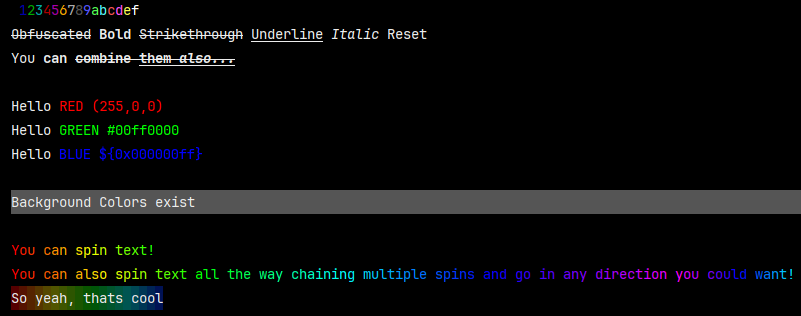 123456789abcdef
Obfuscated Bold Strikethrough Underline Italic Reset
You can combine them also...
Hello RED (255,0,0)
Hello GREEN #00ff0000
Hello BLUE ${0x000000ff}
Background Colors exist
You can spin text!
You can also spin text all the way chaining multiple spins and go in any direction you could want!
So yeah, thats cool